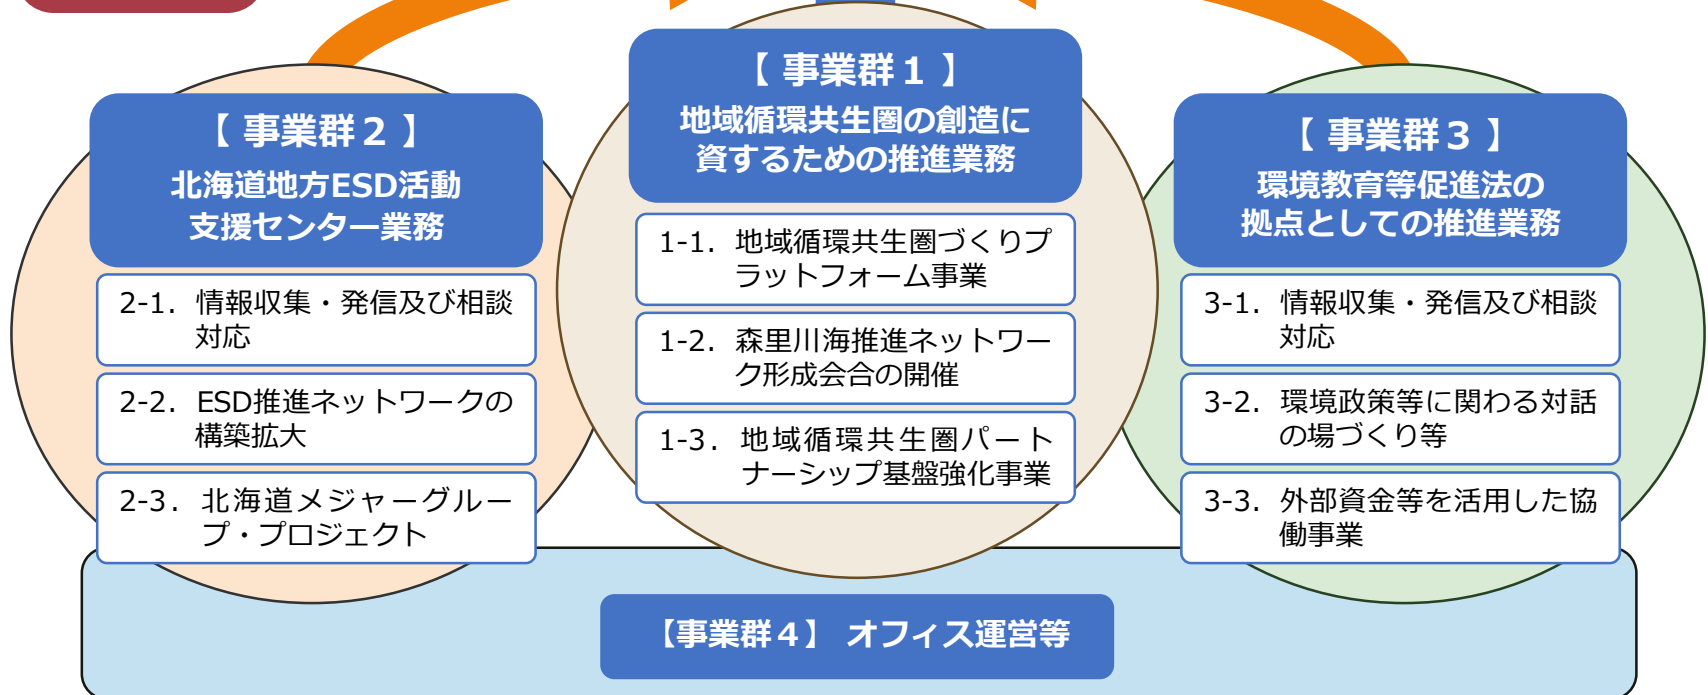 【 事業群１ 】
地域循環共生圏の創造に
資するための推進業務
1-1. 地域循環共生圏づくりプ
ラットフォーム事業
1-2. 森里川海推進ネットワー
ク形成会合の開催
1-3. 地域循環共生圏パート
ナーシップ基盤強化事業
【 事業群２ 】
北海道地方ESD活動
支援センター業務
2-1. 情報収集・発信及び相談
対応
2-2. ESD推進ネットワークの
構築拡大
2-3. 北海道メジャーグルー
プ・プロジェクト
【 事業群３ 】
環境教育等促進法の
拠点としての推進業務
3-1. 情報収集・発信及び相談
対応
3-2. 環境政策等に関わる対話
の場づくり等
3-3. 外部資金等を活用した協
働事業
【事業群４】 オフィス運営等